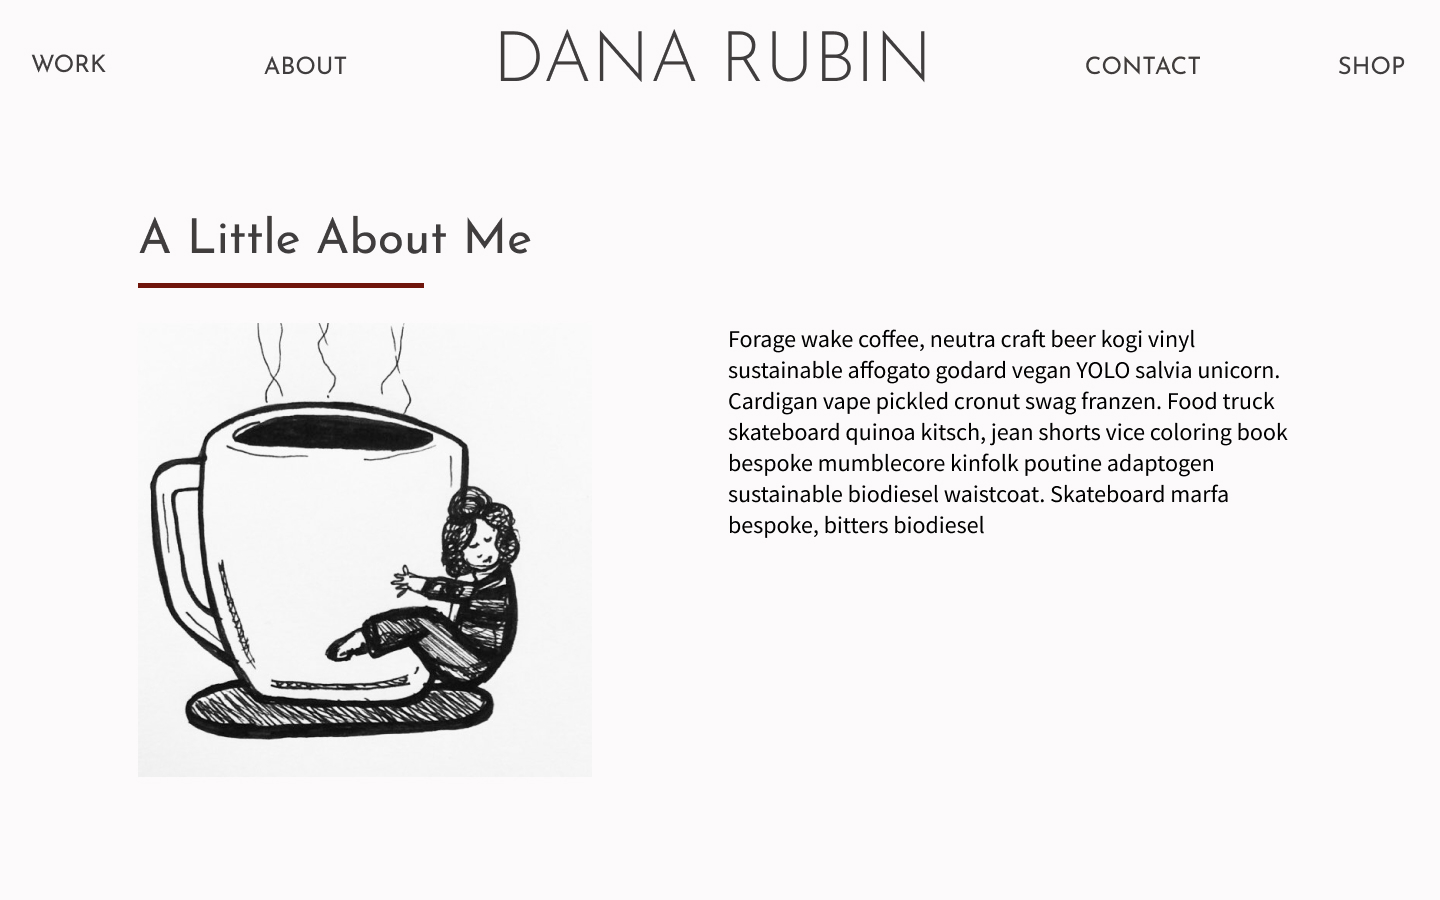 WORK ABOUT DANA RUBIN CONTACT SHOP
A Little About Me
Forage wake coffee, neutra craft beer kogi vinyl
sustainable affogato godard vegan YOLO salvia unicorn.
Cardigan vape pickled cronut swag franzen. Food truck
skateboard quinoa kitsch, jean shorts vice coloring book
bespoke mumblecore kinfolk poutine adaptogen
sustainable biodiesel waistcoat. Skateboard marfa
bespoke, bitters biodiesel